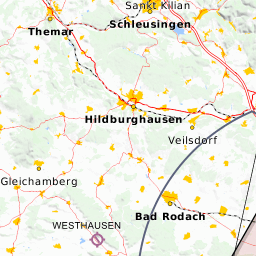 Sankt Kilian
Schleusingen
Themar
Hildburghausen
Veilsdorf
Gleichamberg
Bad Rodach
WESTHAUSEN